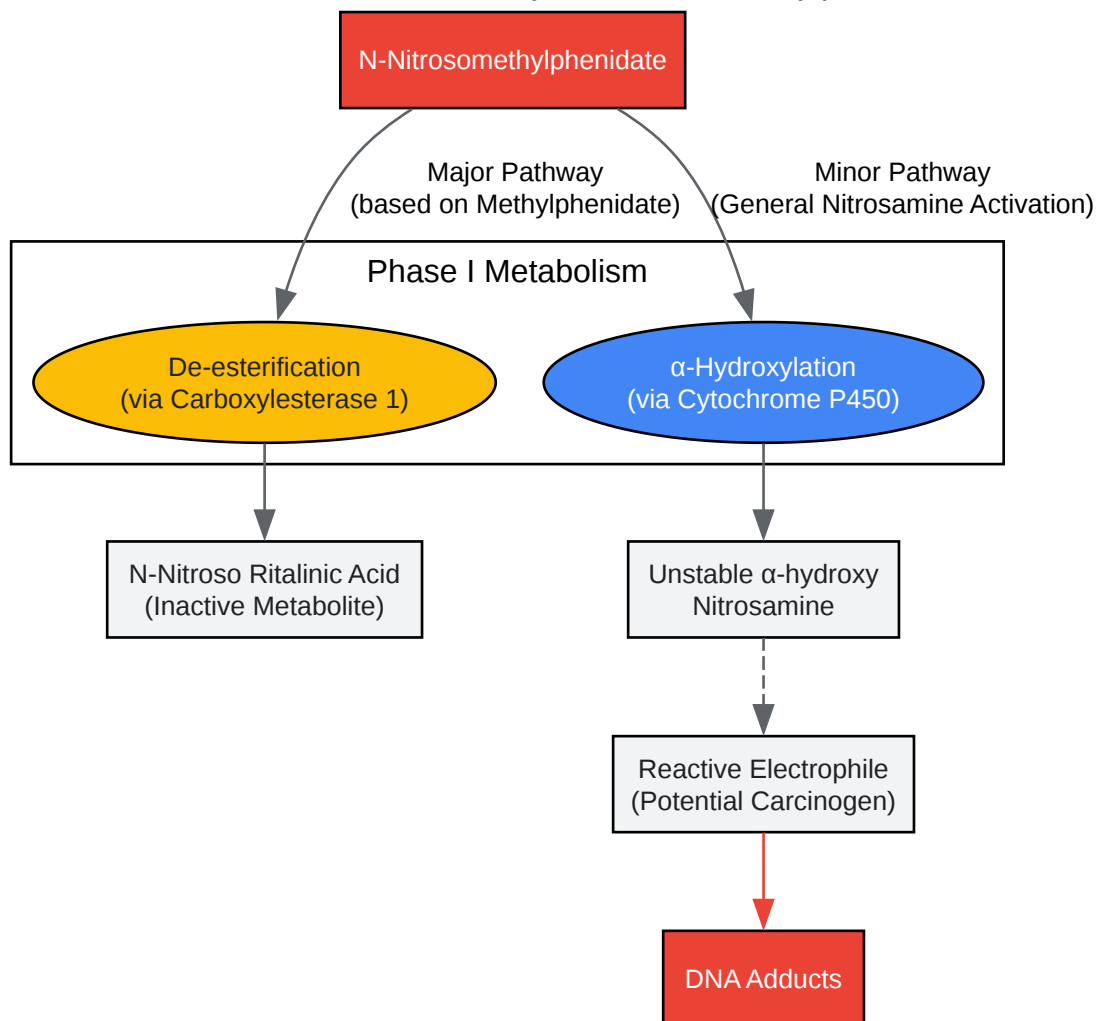 N-Nitrosomethylphenidate
Major Pathway
(based on Methylphenidate)
Minor Pathway
(General Nitrosamine Activation)
Phase I Metabolism
De-esterification
(via Carboxylesterase 1)
α-Hydroxylation
(via Cytochrome P450)
N-Nitroso Ritalinic Acid
(Inactive Metabolite)
Unstable α-hydroxy
Nitrosamine
Reactive Electrophile
(Potential Carcinogen)
DNA Adducts